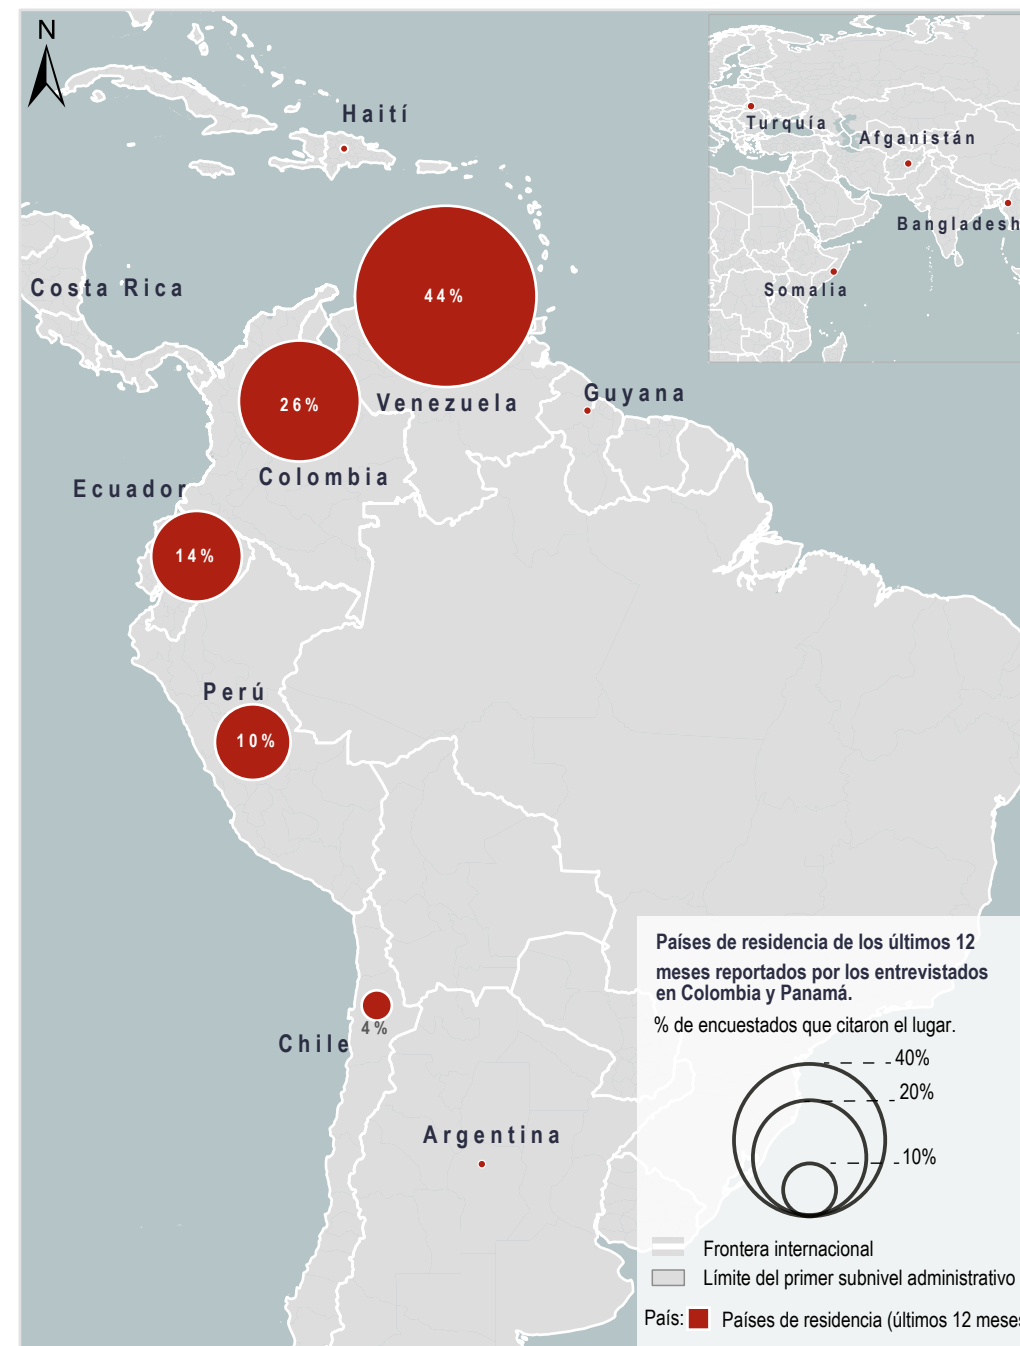 N
Haití
Turquía
Afganistán
Bangladesh
Somalia
Costa Rica
44%
26%
Venezuela
Guyana
Colombia
Ecuador
14%
Perú
10%
4%
Chile
Argentina
Países de residencia de los últimos 12
meses reportados por los entrevistados
en Colombia y Panamá.
% de encuestados que citaron el lugar.
40%
20%
10%
Frontera internacional
Límite del primer subnivel administrativo
País: Países de residencia (últimos 12 meses